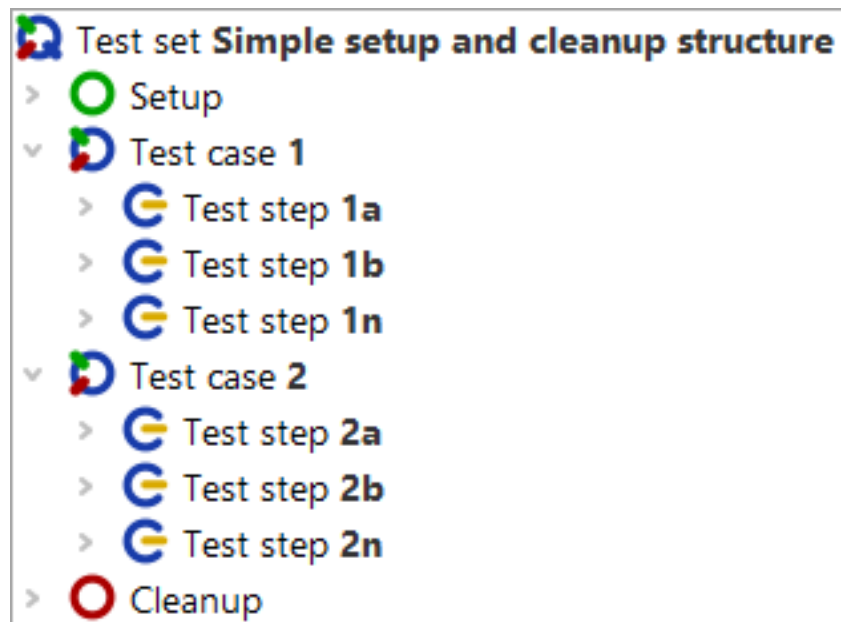 Test set Simple setup and cleanup structure
Setup
Test case 1
Test step 1a
Test step 1b
Test step 1n
Test case 2
Test step 2a
Test step 2b
Test step 2n
Cleanup